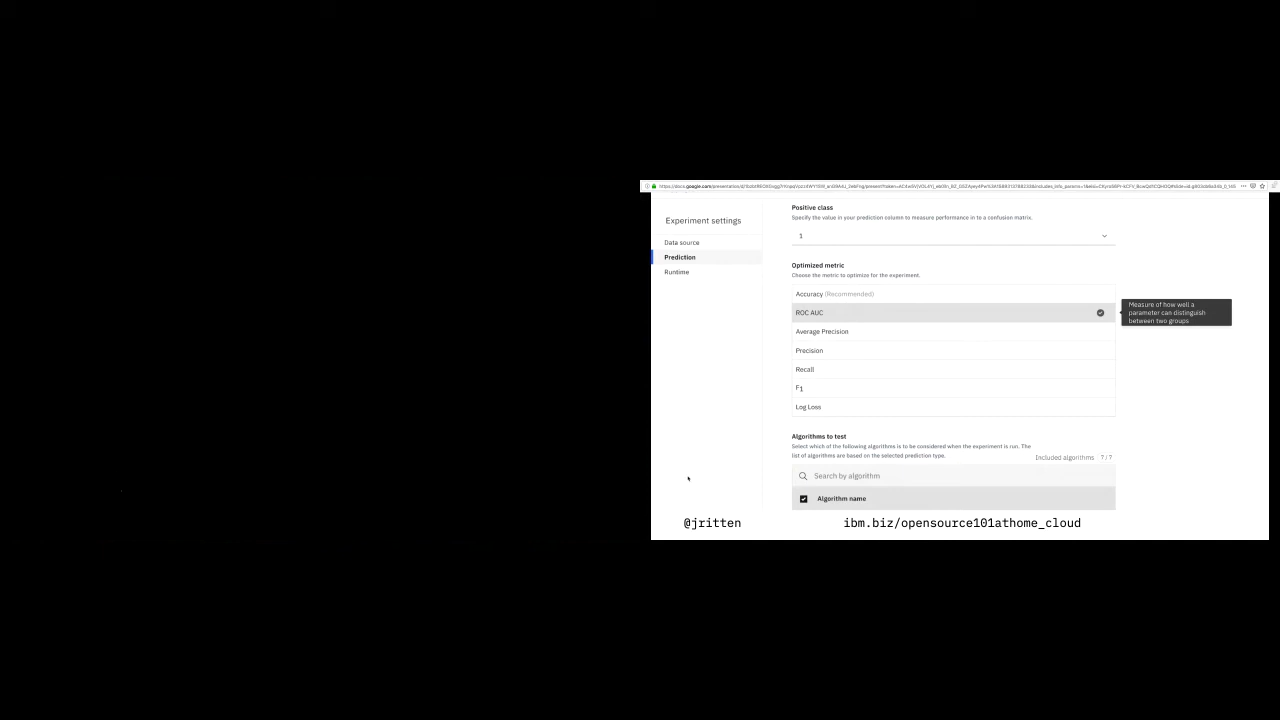 Experiment settings
Data source
Prediction
Runtime
Positive class
Specify the value in your prediction column to measure performance in to a confusion matrix.
1
Optimized metric
Choose the metric to optimize for the experiment.
Accuracy (Recommended)
ROC AUC
Measure of how well a
parameter can distinguish
between two groups
Average Precision
Precision
Recall
F1
Log Loss
Algorithms to test
Select which of the following algorithms is to be considered when the experiment is run. The
list of algorithms are based on the selected prediction type.
Included algorithms · 7 / 7
Search by algorithm
Algorithm name
@jritten
ibm.biz/opensource101athome_cloud